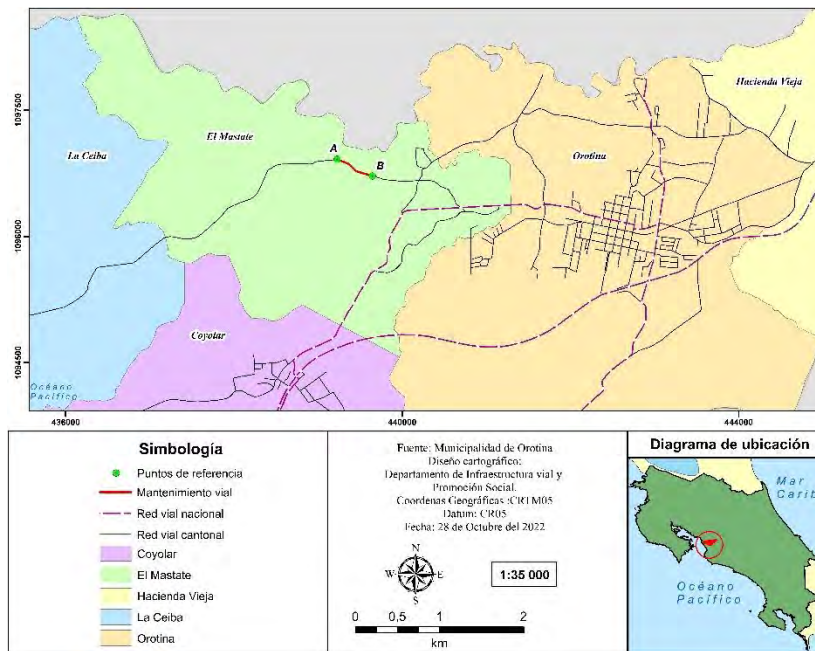 Hacienda Vieja
El Mastate
La Ceiba
A
B
Orotina
Coyolar
Océano
Pacífico
1097500
1096000
1094500
436000
440000
444000
Simbología
Puntos de referencia
Mantenimiento vial
Red vial nacional
Red vial cantonal
Coyolar
El Mastate
Hacienda Vieja
La Ceiba
Orotina
Fuente: Municipalidad de Orotina
Diseño cartográfico:
Departamento de Infraestructura vial y
Promoción Social.
Coordenas Geográficas :CRTM05
Datum: CR05
Fecha: 28 de Octubre del 2022
N
W
E
S
1:35 000
0 0,5 1 2
km
Diagrama de ubicación
Mar
Carib
Océano
Pacífico